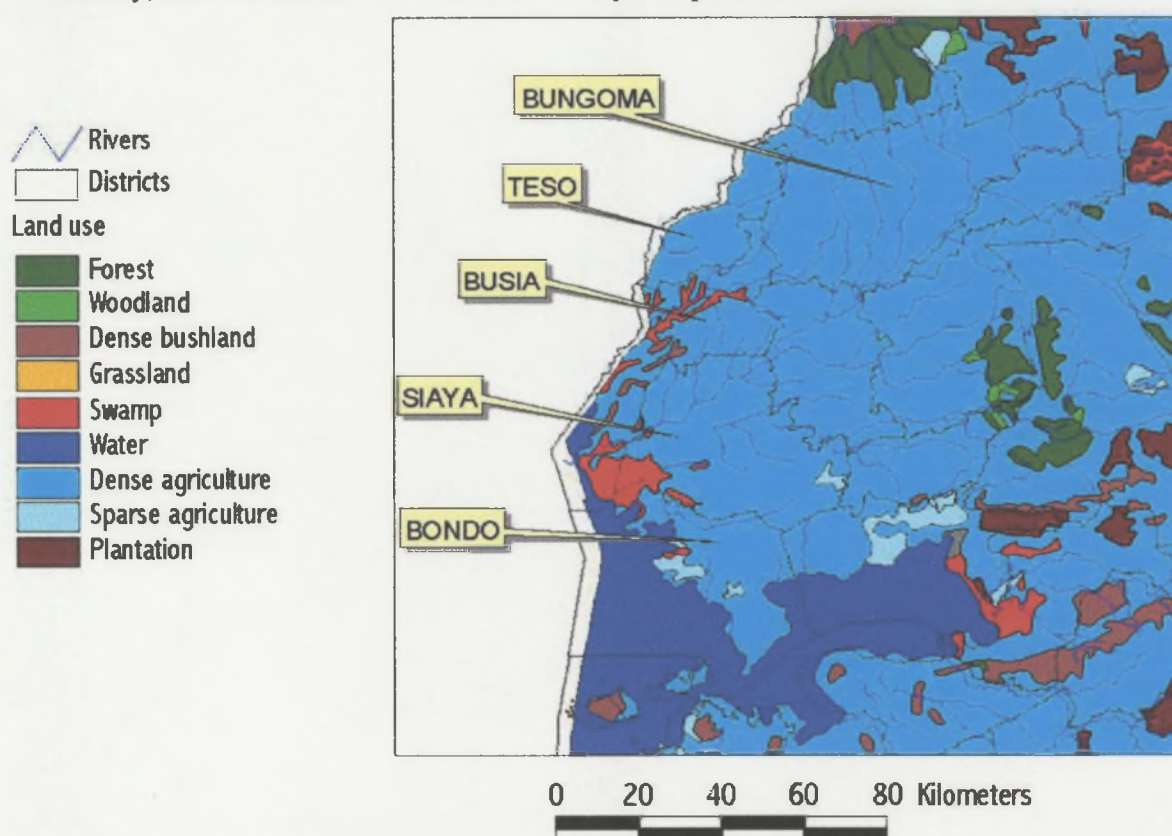 Rivers
Districts
Land use
Forest
Woodland
Dense bushland
Grassland
Swamp
Water
Dense agriculture
Sparse agriculture
Plantation
BUNGOMA
TESO
BUSIA
SIAYA
BONDO
0 20 40 60 80 Kilometers